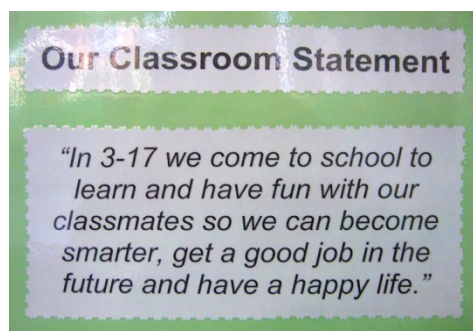 Our Classroom Statement
“In 3-17 we come to school to
learn and have fun with our
classmates so we can become
smarter, get a good job in the
future and have a happy life.”